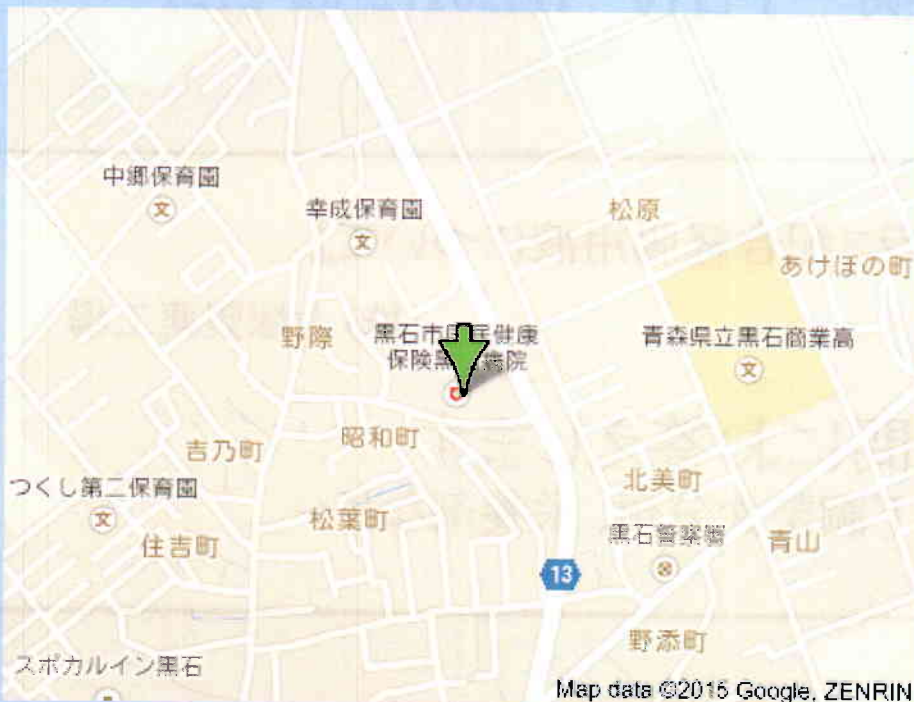 中郷保育園
文
幸成保育園
文
松原
あけぼの町
野際
黒石市国民健康
保険黒石病院
青森県立黒石商業高
文
昭和町
吉乃町
つくし第二保育園
文
北美町
松葉町
住吉町
黒石警察署
青山
13
野添町
スポカルイン黒石
Map data ©2015 Google, ZENRIN